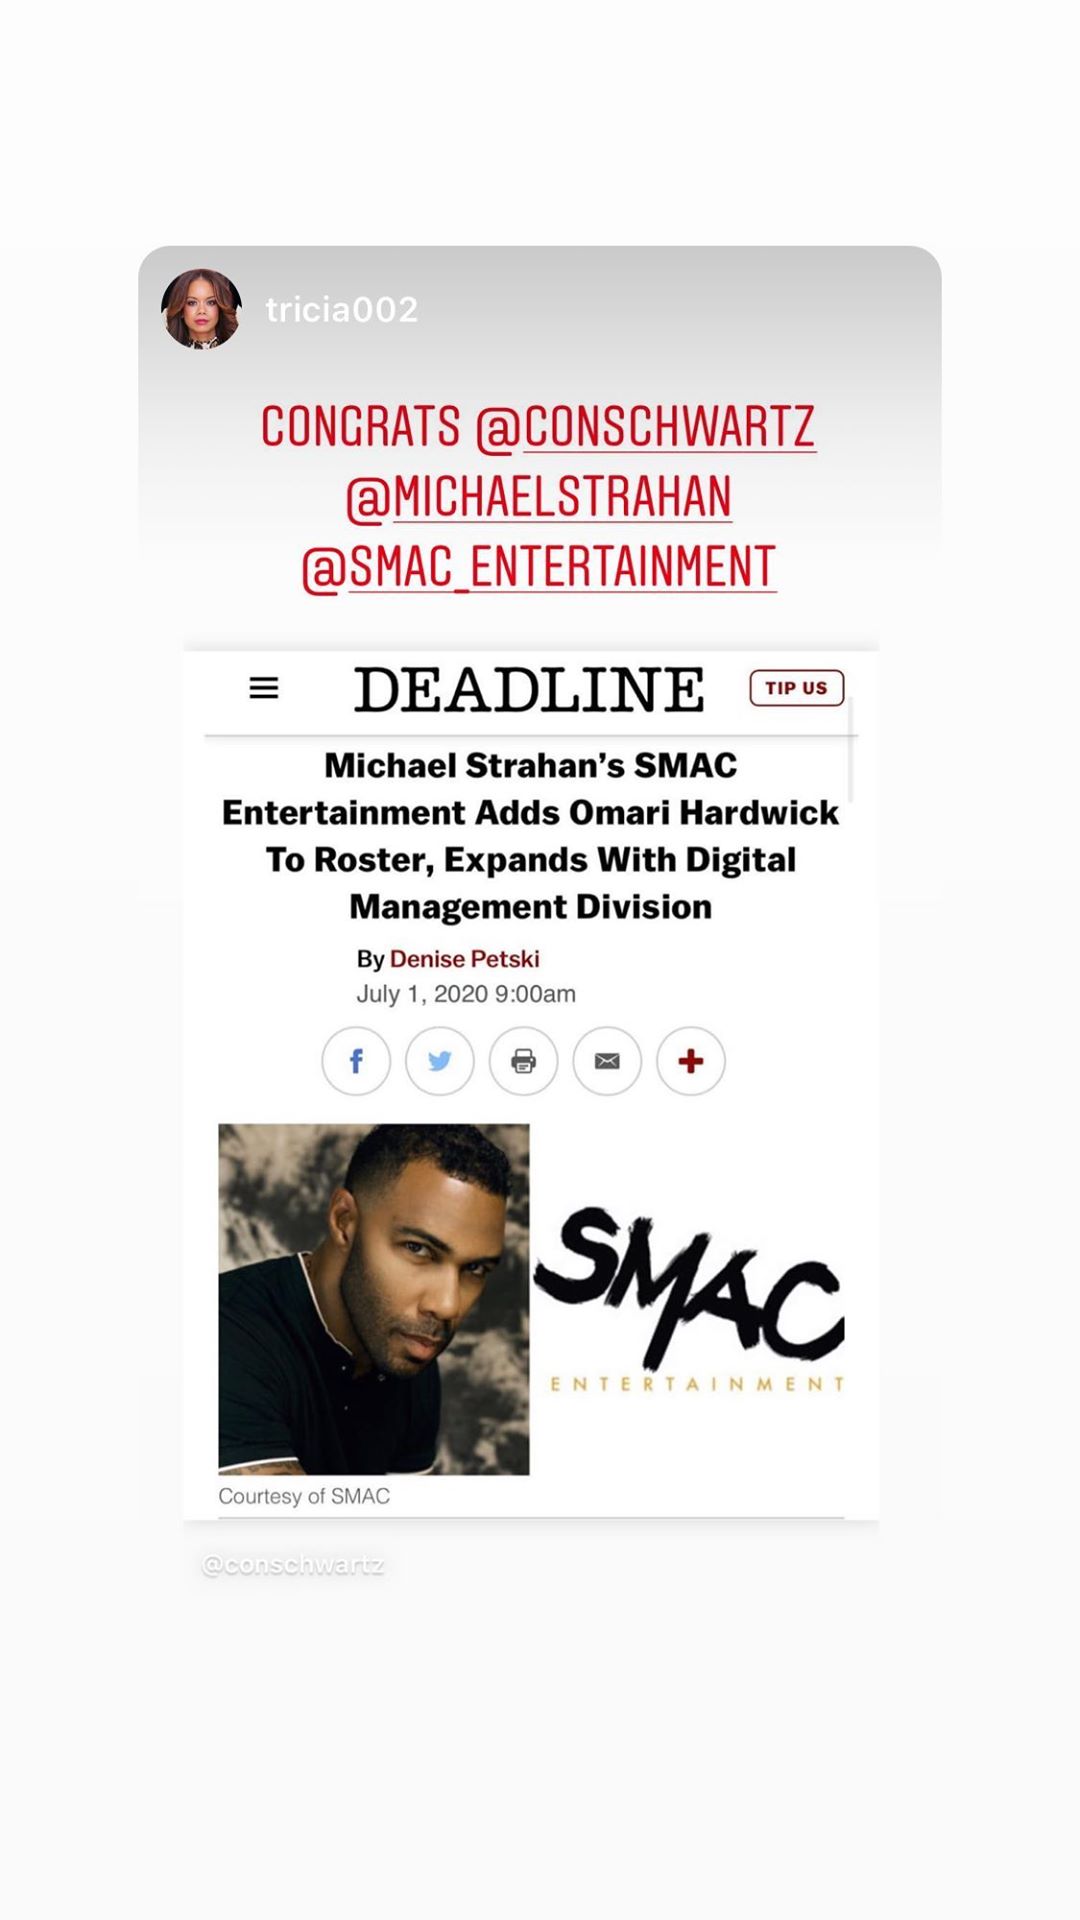 tricia002
CONGRATS @CONSCHWARTZ
@MICHAELSTRAHAN
@SMAC_ENTERTAINMENT
DEADLINE
TIP US
Michael Strahan’s SMAC
Entertainment Adds Omari Hardwick
To Roster, Expands With Digital
Management Division
By Denise Petski
July 1, 2020 9:00am
SMAC
ENTERTAINMENT
Courtesy of SMAC
@conschwartz